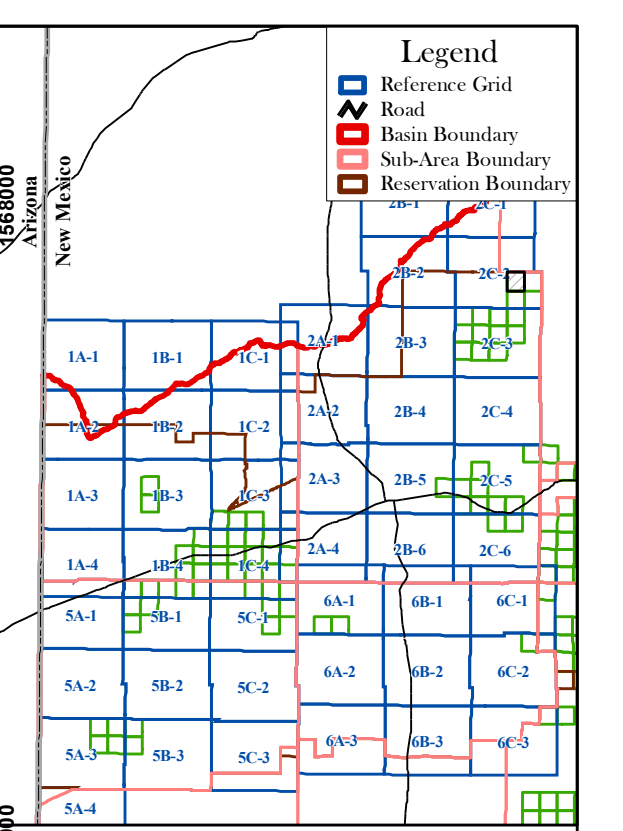 Legend
Reference Grid
Road
Basin Boundary
Sub-Area Boundary
Reservation Boundary
1568000
Arizona
New Mexico
2B-1
2C-1
2B-2
2C-2
2A-1
2B-3
2C-3
1A-1
1B-1
1C-1
2A-2
2B-4
2C-4
1A-2
1B-2
1C-2
2A-3
2B-5
2C-5
1A-3
1B-3
1C-3
2A-4
2B-6
2C-6
1A-4
1B-4
1C-4
6A-1
6B-1
6C-1
5A-1
5B-1
5C-1
6A-2
6B-2
6C-2
5A-2
5B-2
5C-2
6A-3
6B-3
6C-3
5A-3
5B-3
5C-3
5A-4